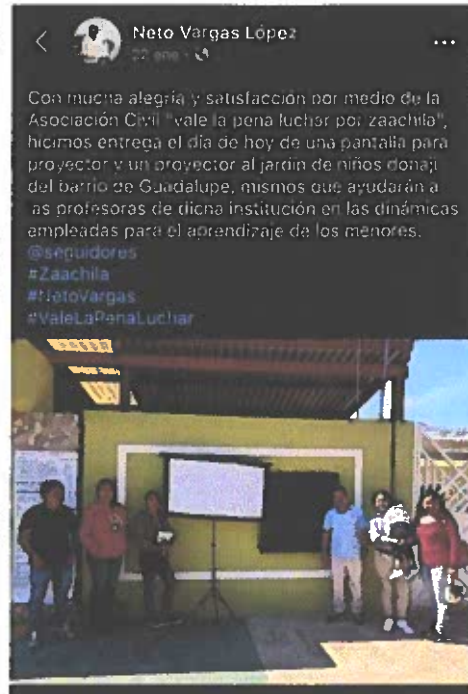 Neto Vargas López
22 ene
Con mucha alegría y satisfacción por medio de la
Asociación Civil "vale la pena luchar por zaachila",
hicimos entrega el día de hoy de una pantalla para
proyector y un proyector al jardín de niños donaji
del barrio de Guadalupe, mismos que ayudarán a
as profesoras de dicha institución en las dinámicas
empleadas para el aprendizaje de los menores.
@seguidores
#Zaachila
#NetoVargas
#ValeLaPenaLuchar